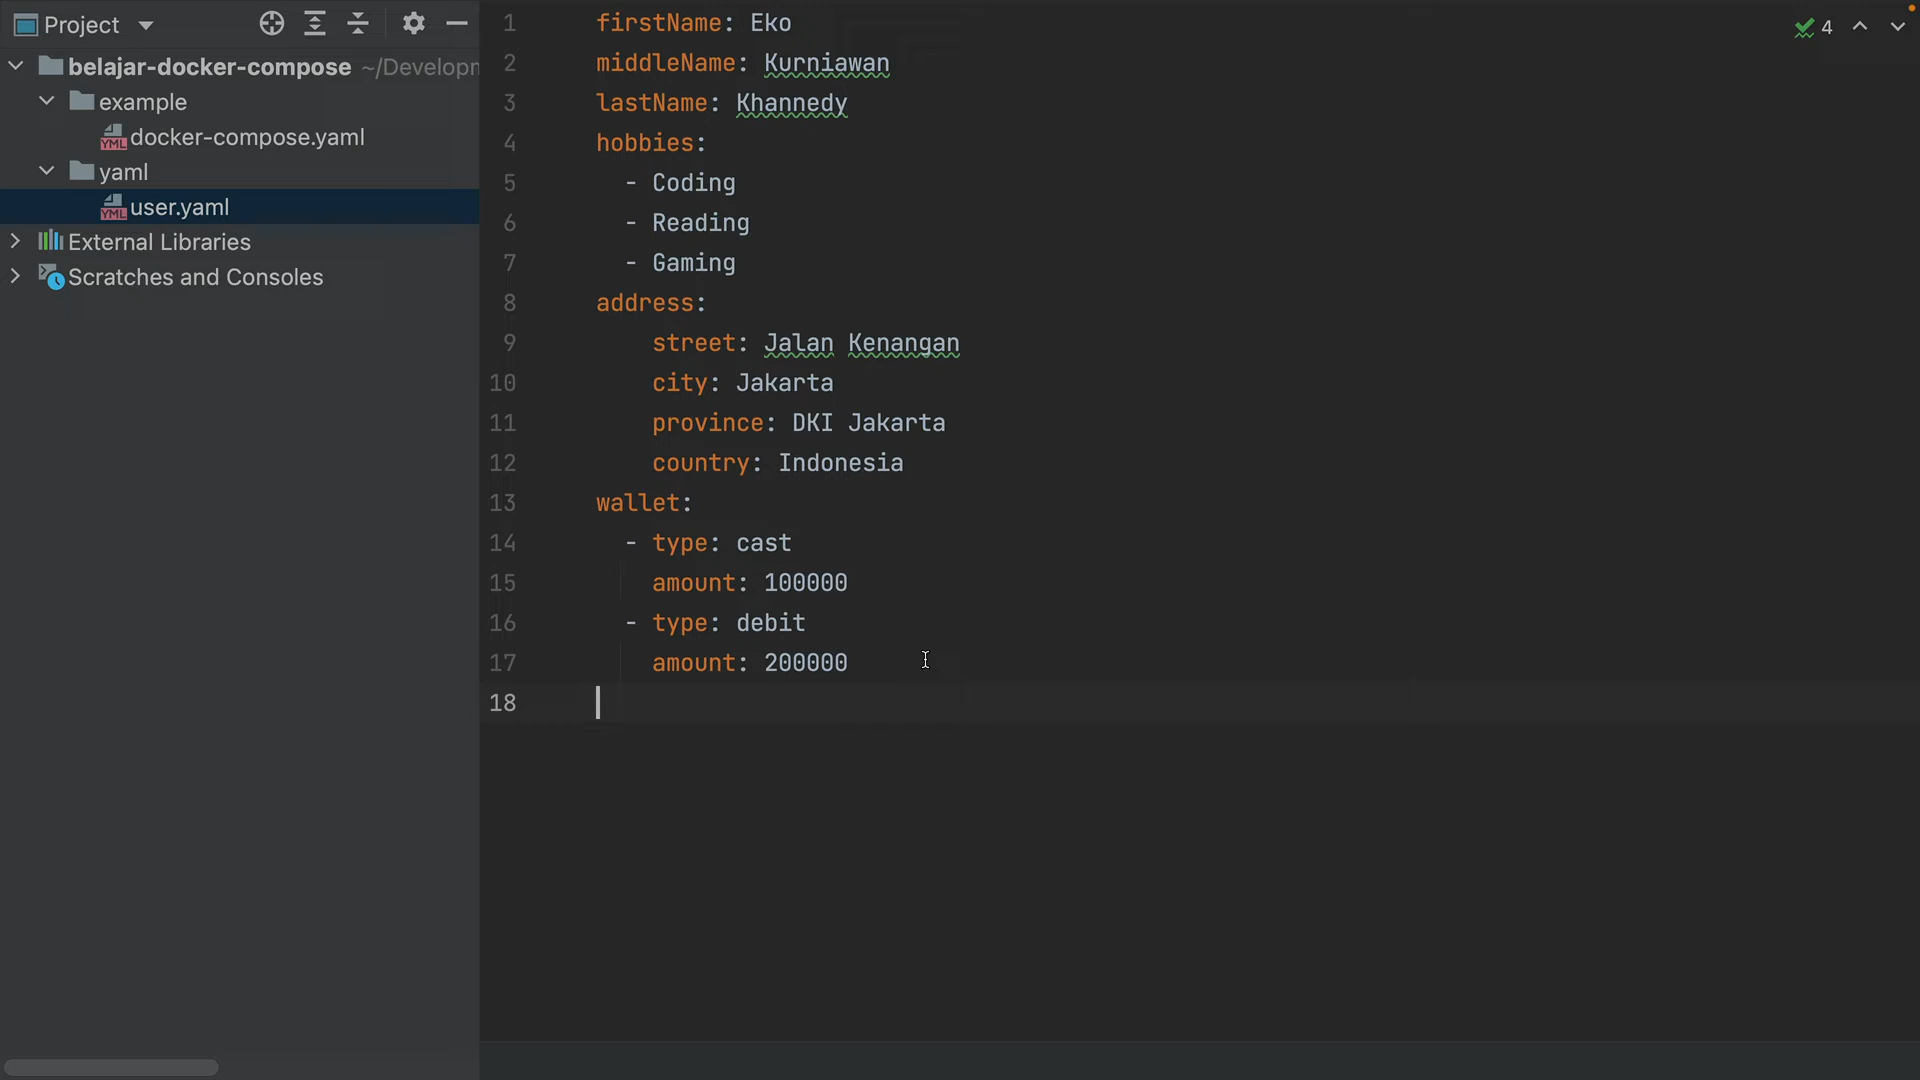 Project
belajar-docker-compose ~/Developm
example
YML docker-compose.yaml
yaml
YML user.yaml
External Libraries
Scratches and Consoles
4
1 firstName: Eko
2 middleName: Kurniawan
3 lastName: Khannedy
4 hobbies:
5 - Coding
6 - Reading
7 - Gaming
8 address:
9 street: Jalan Kenangan
10 city: Jakarta
11 province: DKI Jakarta
12 country: Indonesia
13 wallet:
14 - type: cast
15 amount: 100000
16 - type: debit
17 amount: 200000
18